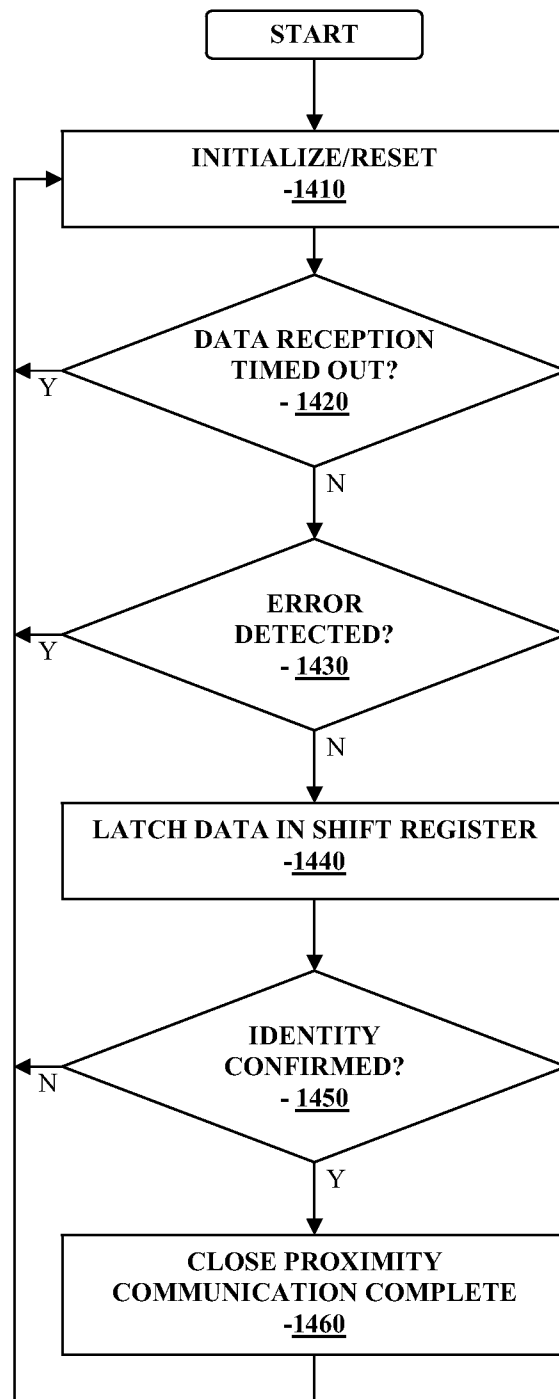 START
INITIALIZE/RESET
-1410
DATA RECEPTION
TIMED OUT?
- 1420
Y
N
ERROR
DETECTED?
- 1430
Y
N
LATCH DATA IN SHIFT REGISTER
-1440
IDENTITY
CONFIRMED?
- 1450
N
Y
CLOSE PROXIMITY
COMMUNICATION COMPLETE
-1460